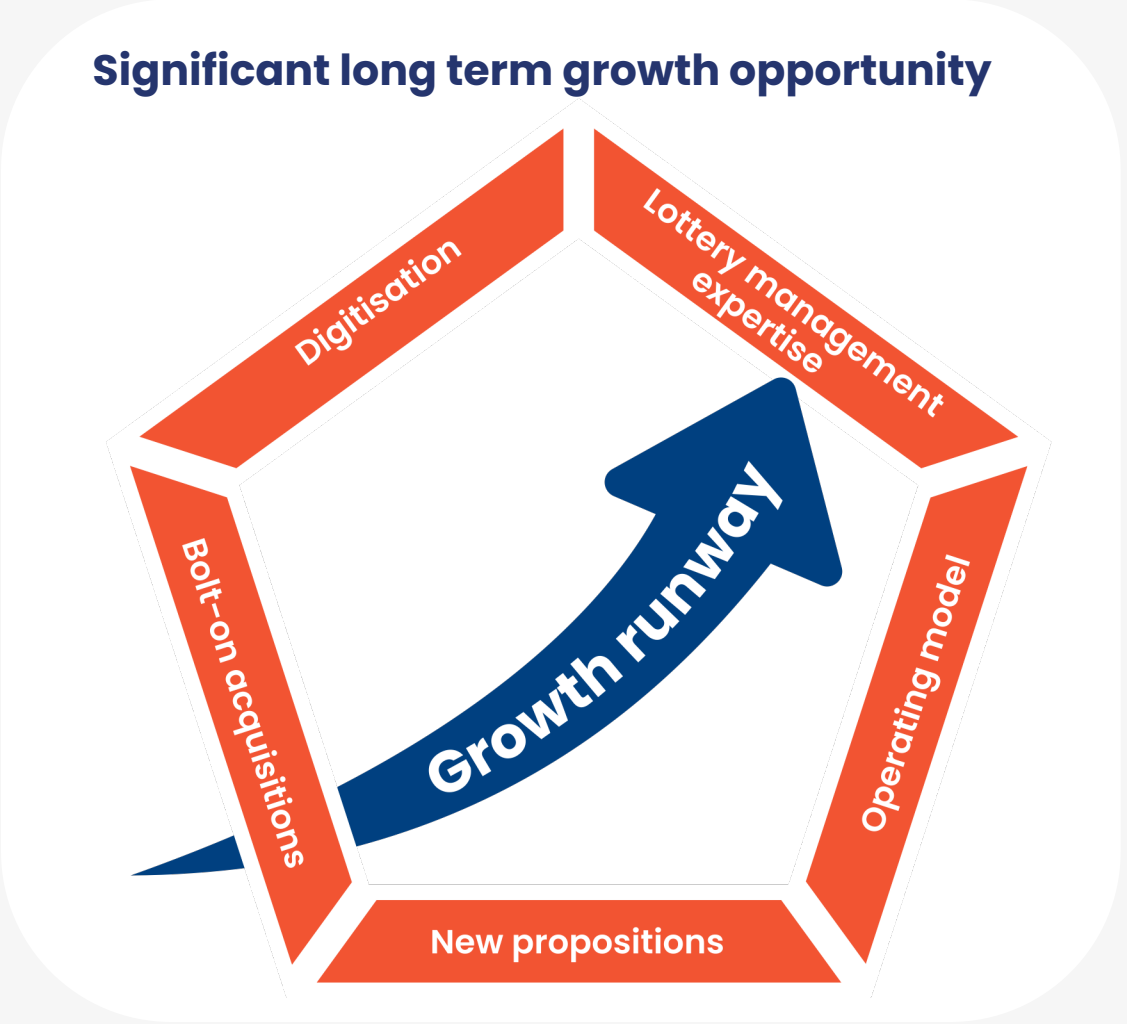 Significant long term growth opportunity
Digitisation
Lottery management
expertise
Bolt-on acquisitions
Growth runway
Operating model
New propositions